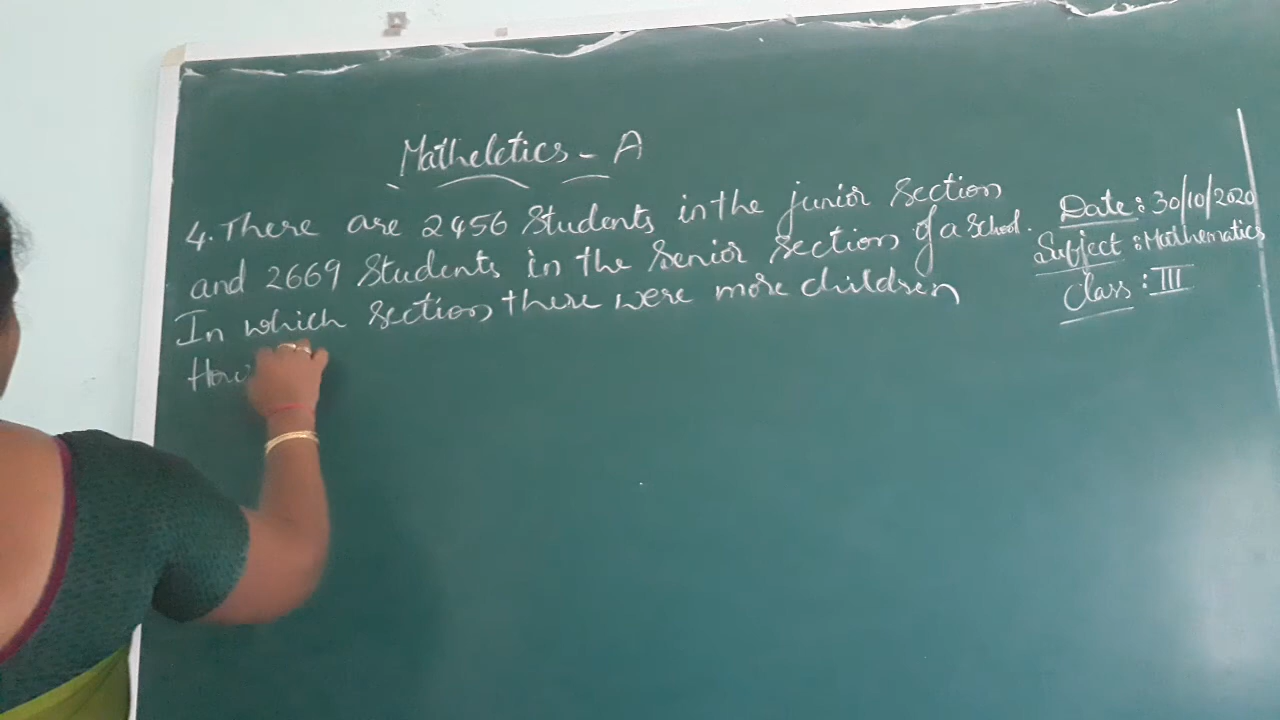 Matheletics - A
4. There are 2456 students in the junior section
and 2669 students in the senior section of a school.
In which section there were more children
How
Date : 30/10/2020
Subject : Mathematics
Class : III